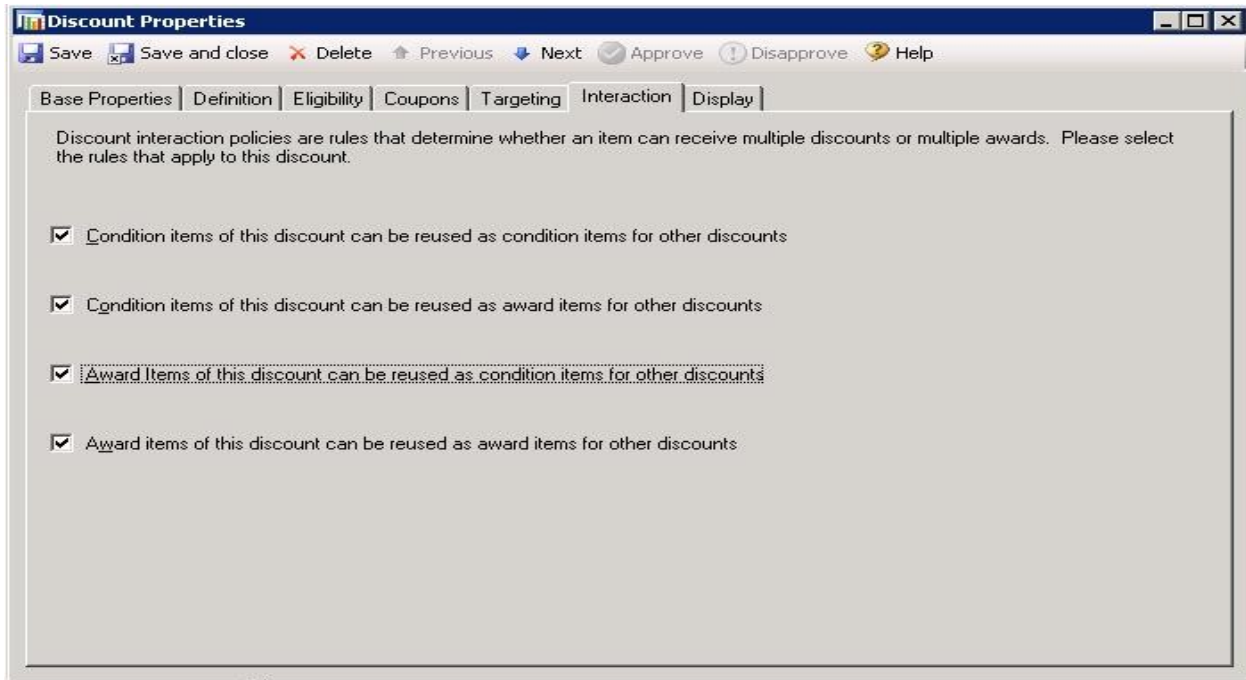 Discount Properties
Save Save and close Delete Previous Next Approve Disapprove Help
Base Properties Definition Eligibility Coupons Targeting Interaction Display
Discount interaction policies are rules that determine whether an item can receive multiple discounts or multiple awards. Please select
the rules that apply to this discount.
Condition items of this discount can be reused as condition items for other discounts
Condition items of this discount can be reused as award items for other discounts
Award Items of this discount can be reused as condition items for other discounts
Award items of this discount can be reused as award items for other discounts